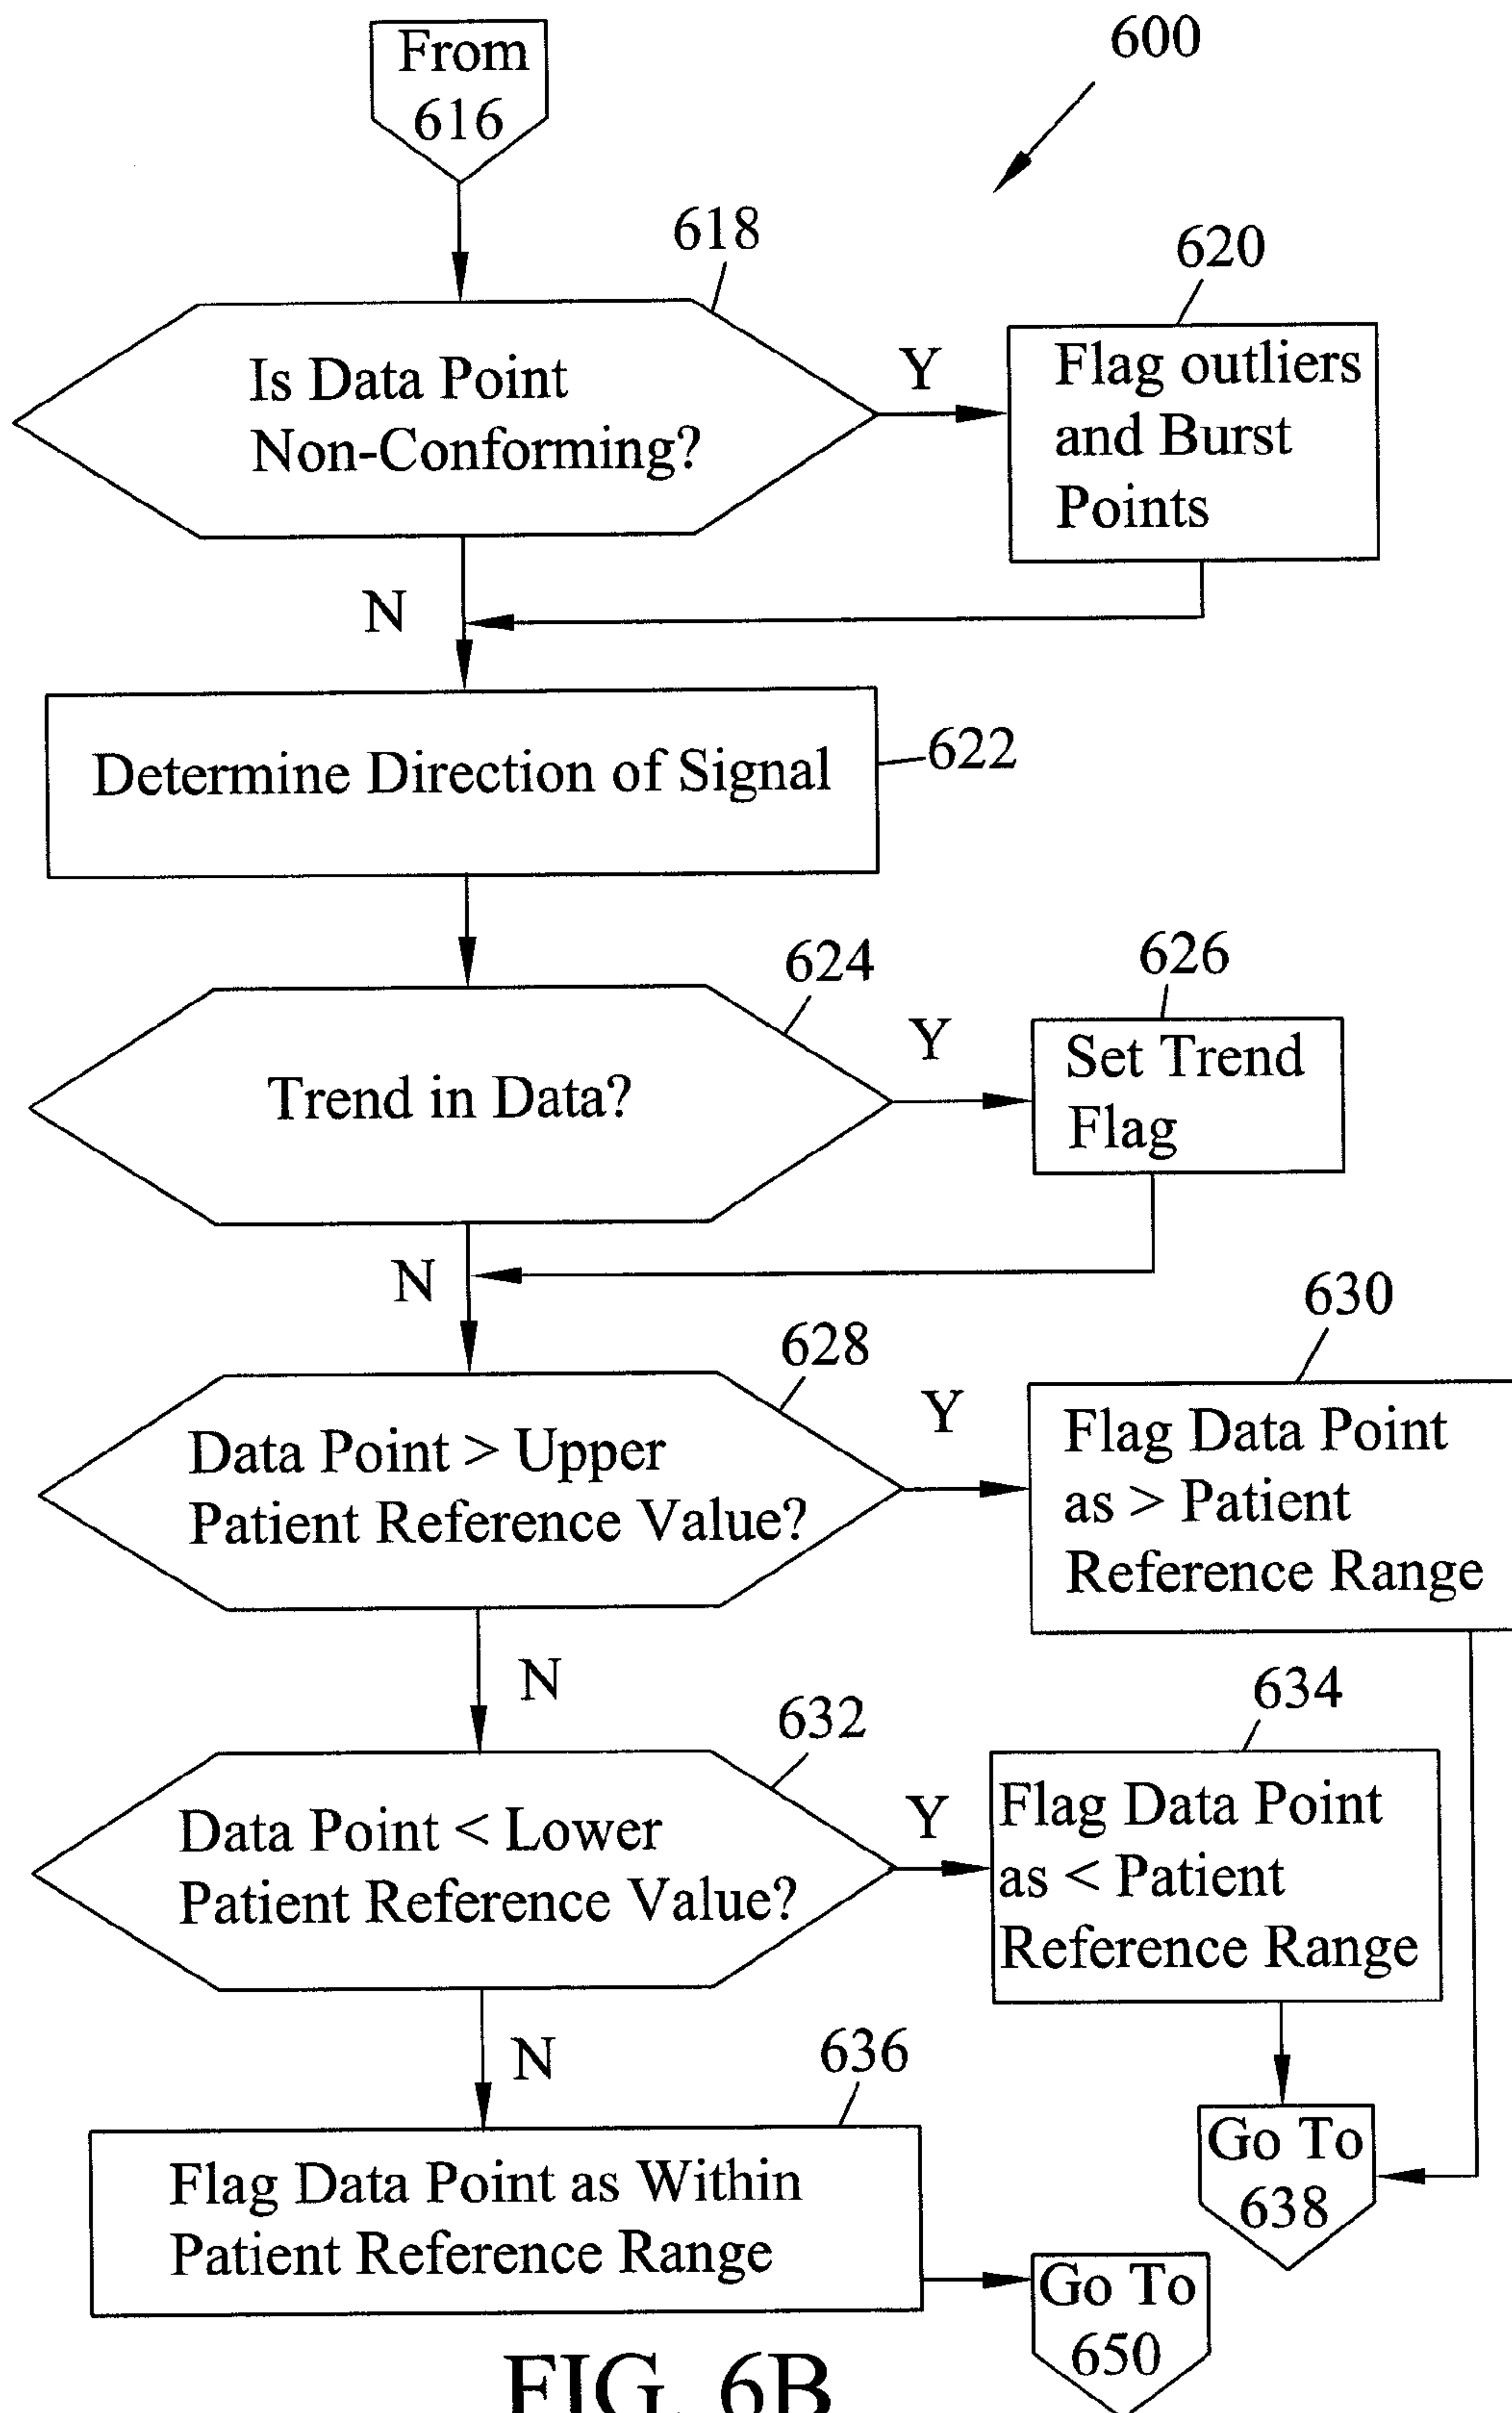 From
616
600
618
Is Data Point
Non-Conforming?
Y
620
Flag outliers
and Burst
Points
N
Determine Direction of Signal
622
624
Trend in Data?
Y
626
Set Trend
Flag
N
628
Data Point > Upper
Patient Reference Value?
Y
630
Flag Data Point
as > Patient
Reference Range
N
632
Data Point < Lower
Patient Reference Value?
Y
634
Flag Data Point
as < Patient
Reference Range
N
636
Flag Data Point as Within
Patient Reference Range
Go To
638
Go To
650
FIG. 6B